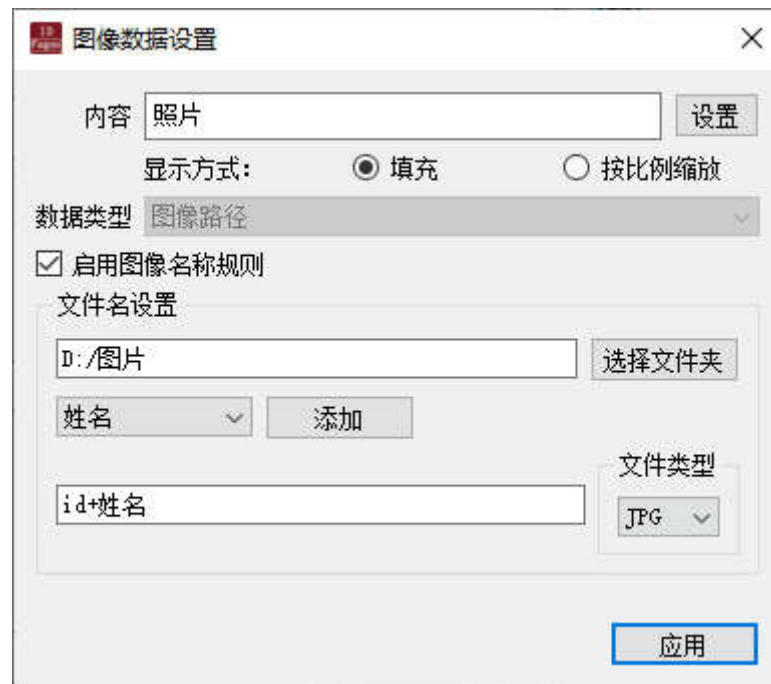 图像数据设置
内容 照片 设置
显示方式： 填充 按比例缩放
数据类型 图像路径
启用图像名称规则
文件名设置
D:/图片 选择文件夹
姓名 添加
文件类型
id+姓名 JPG
应用